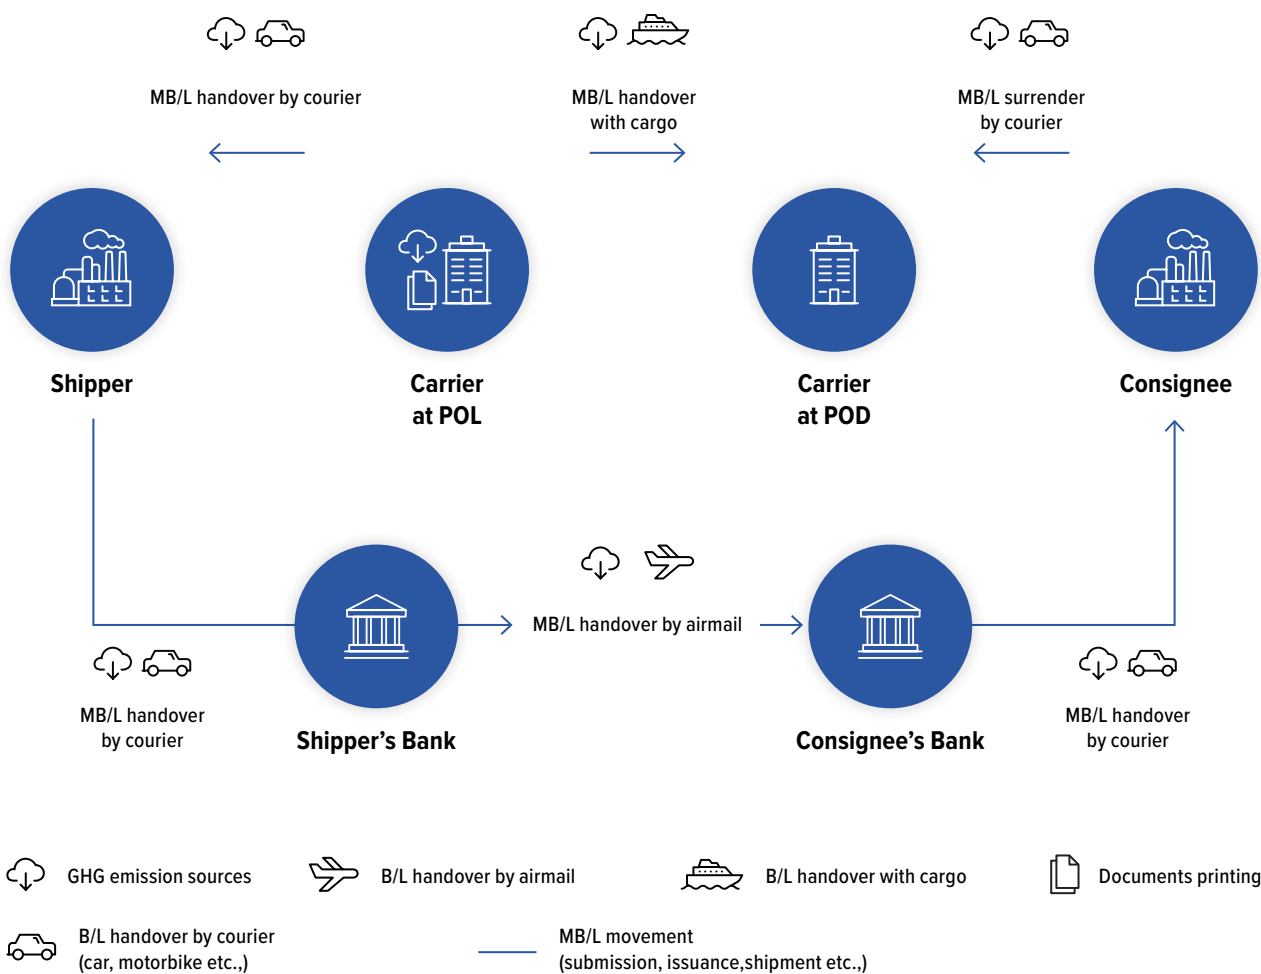 MB/L handover by courier
MB/L handover
with cargo
MB/L surrender
by courier
Shipper
Carrier
at POL
Carrier
at POD
Consignee
MB/L handover by airmail
MB/L handover
by courier
Shipper’s Bank
Consignee’s Bank
MB/L handover
by courier
GHG emission sources
B/L handover by airmail
B/L handover with cargo
Documents printing
B/L handover by courier
(car, motorbike etc.,)
MB/L movement
(submission, issuance,shipment etc.,)